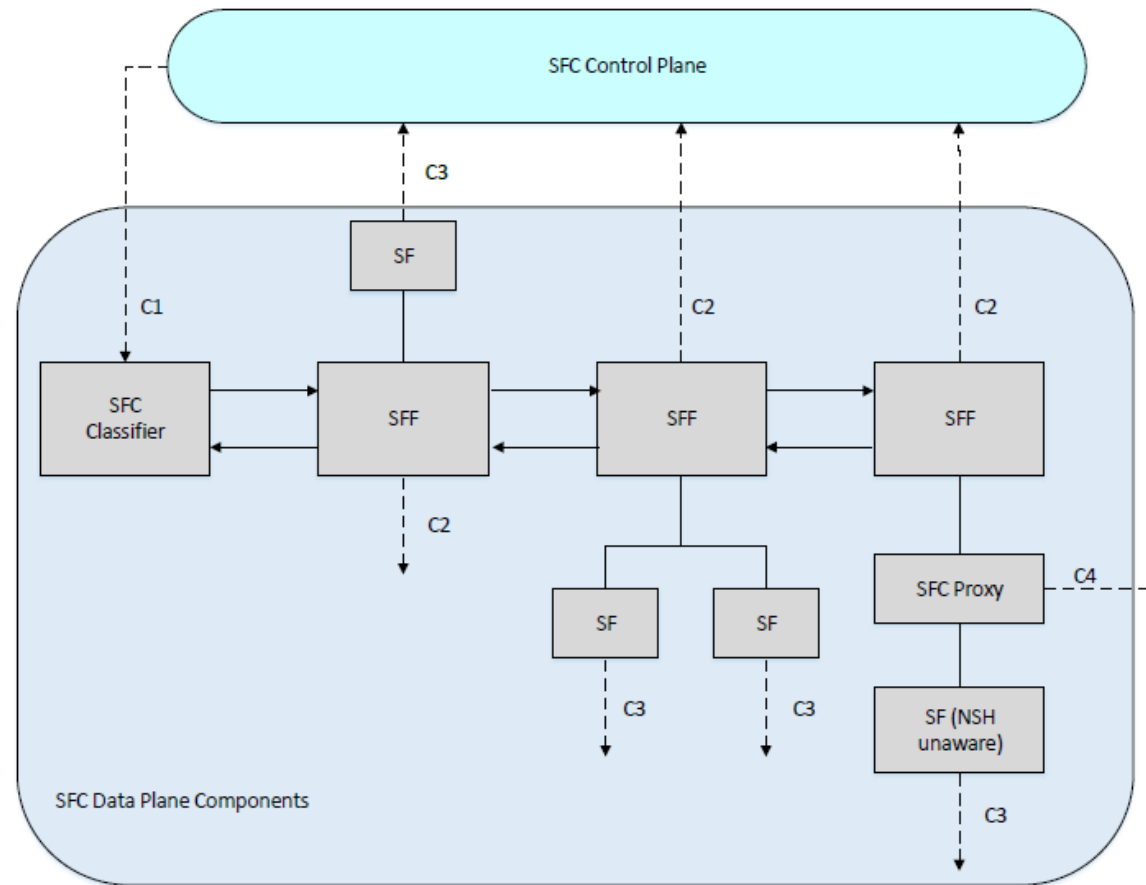 SFC Control Plane
C3
SF
C1
C2
C2
SFC
Classifier
SFF
SFF
SFF
C2
SFC Proxy
C4
SF
SF
C3
C3
SF (NSH
unaware)
SFC Data Plane Components
C3